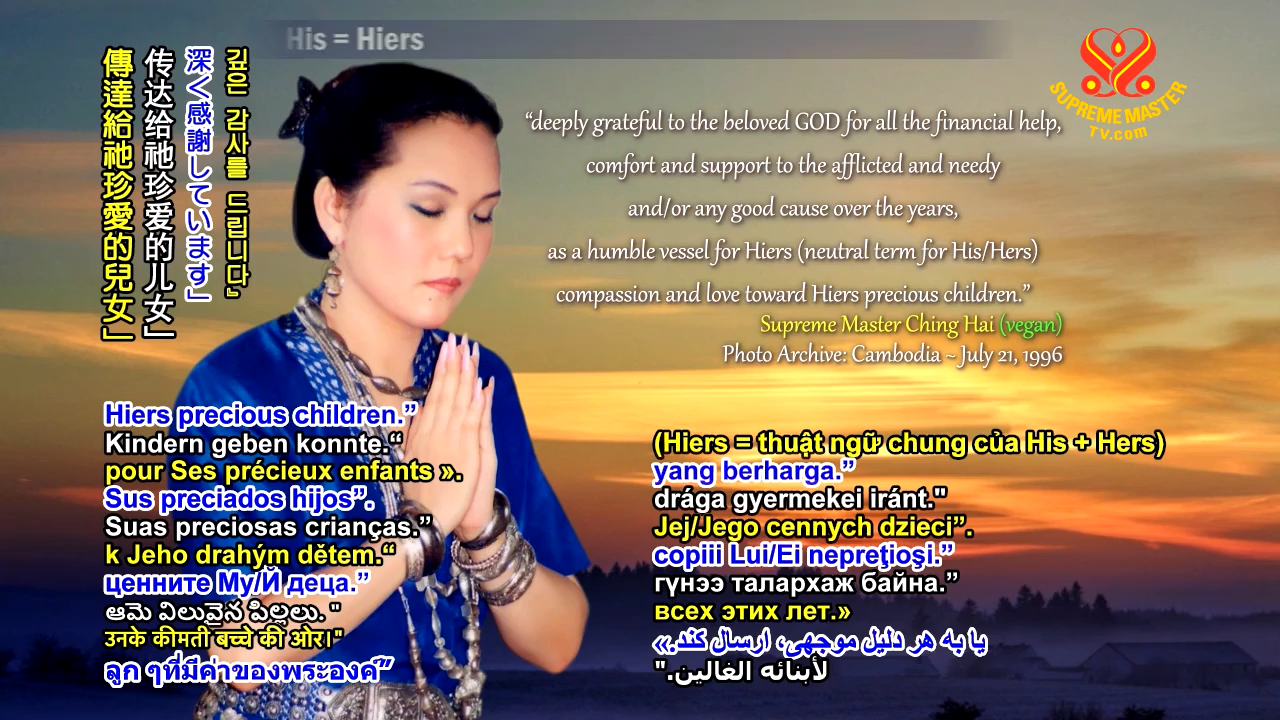 His = Hiers
傳達給祂珍愛的兒女」
传达给祂珍爱的儿女」
深く感謝しています」
깊은 감사를 드립니다』
SUPREME MASTER
TV.com
“deeply grateful to the beloved GOD for all the financial help,
comfort and support to the afflicted and needy
and/or any good cause over the years,
as a humble vessel for Hiers (neutral term for His/Hers)
compassion and love toward Hiers precious children.”
Supreme Master Ching Hai (vegan)
Photo Archive: Cambodia ~ July 21, 1996
Hiers precious children.”
Kindern geben konnte.“
pour Ses précieux enfants ».
Sus preciados hijos”.
Suas preciosas crianças.”
k Jeho drahým dětem.“
ценните Му/Й деца.”
ఆమె విలువైన పిల్లలు. "
उनके कीमती बच्चे की ओर।"
ลูก ๆที่มีค่าของพระองค์”
(Hiers = thuật ngữ chung của His + Hers)
yang berharga.”
drága gyermekei iránt."
Jej/Jego cennych dzieci”.
copiii Lui/Ei nepreţioşi.”
гүнээ талархаж байна.”
всех этих лет.»
یا به هر دلیل موجهی، ارسال کند.»
لأبنائه الغالين."